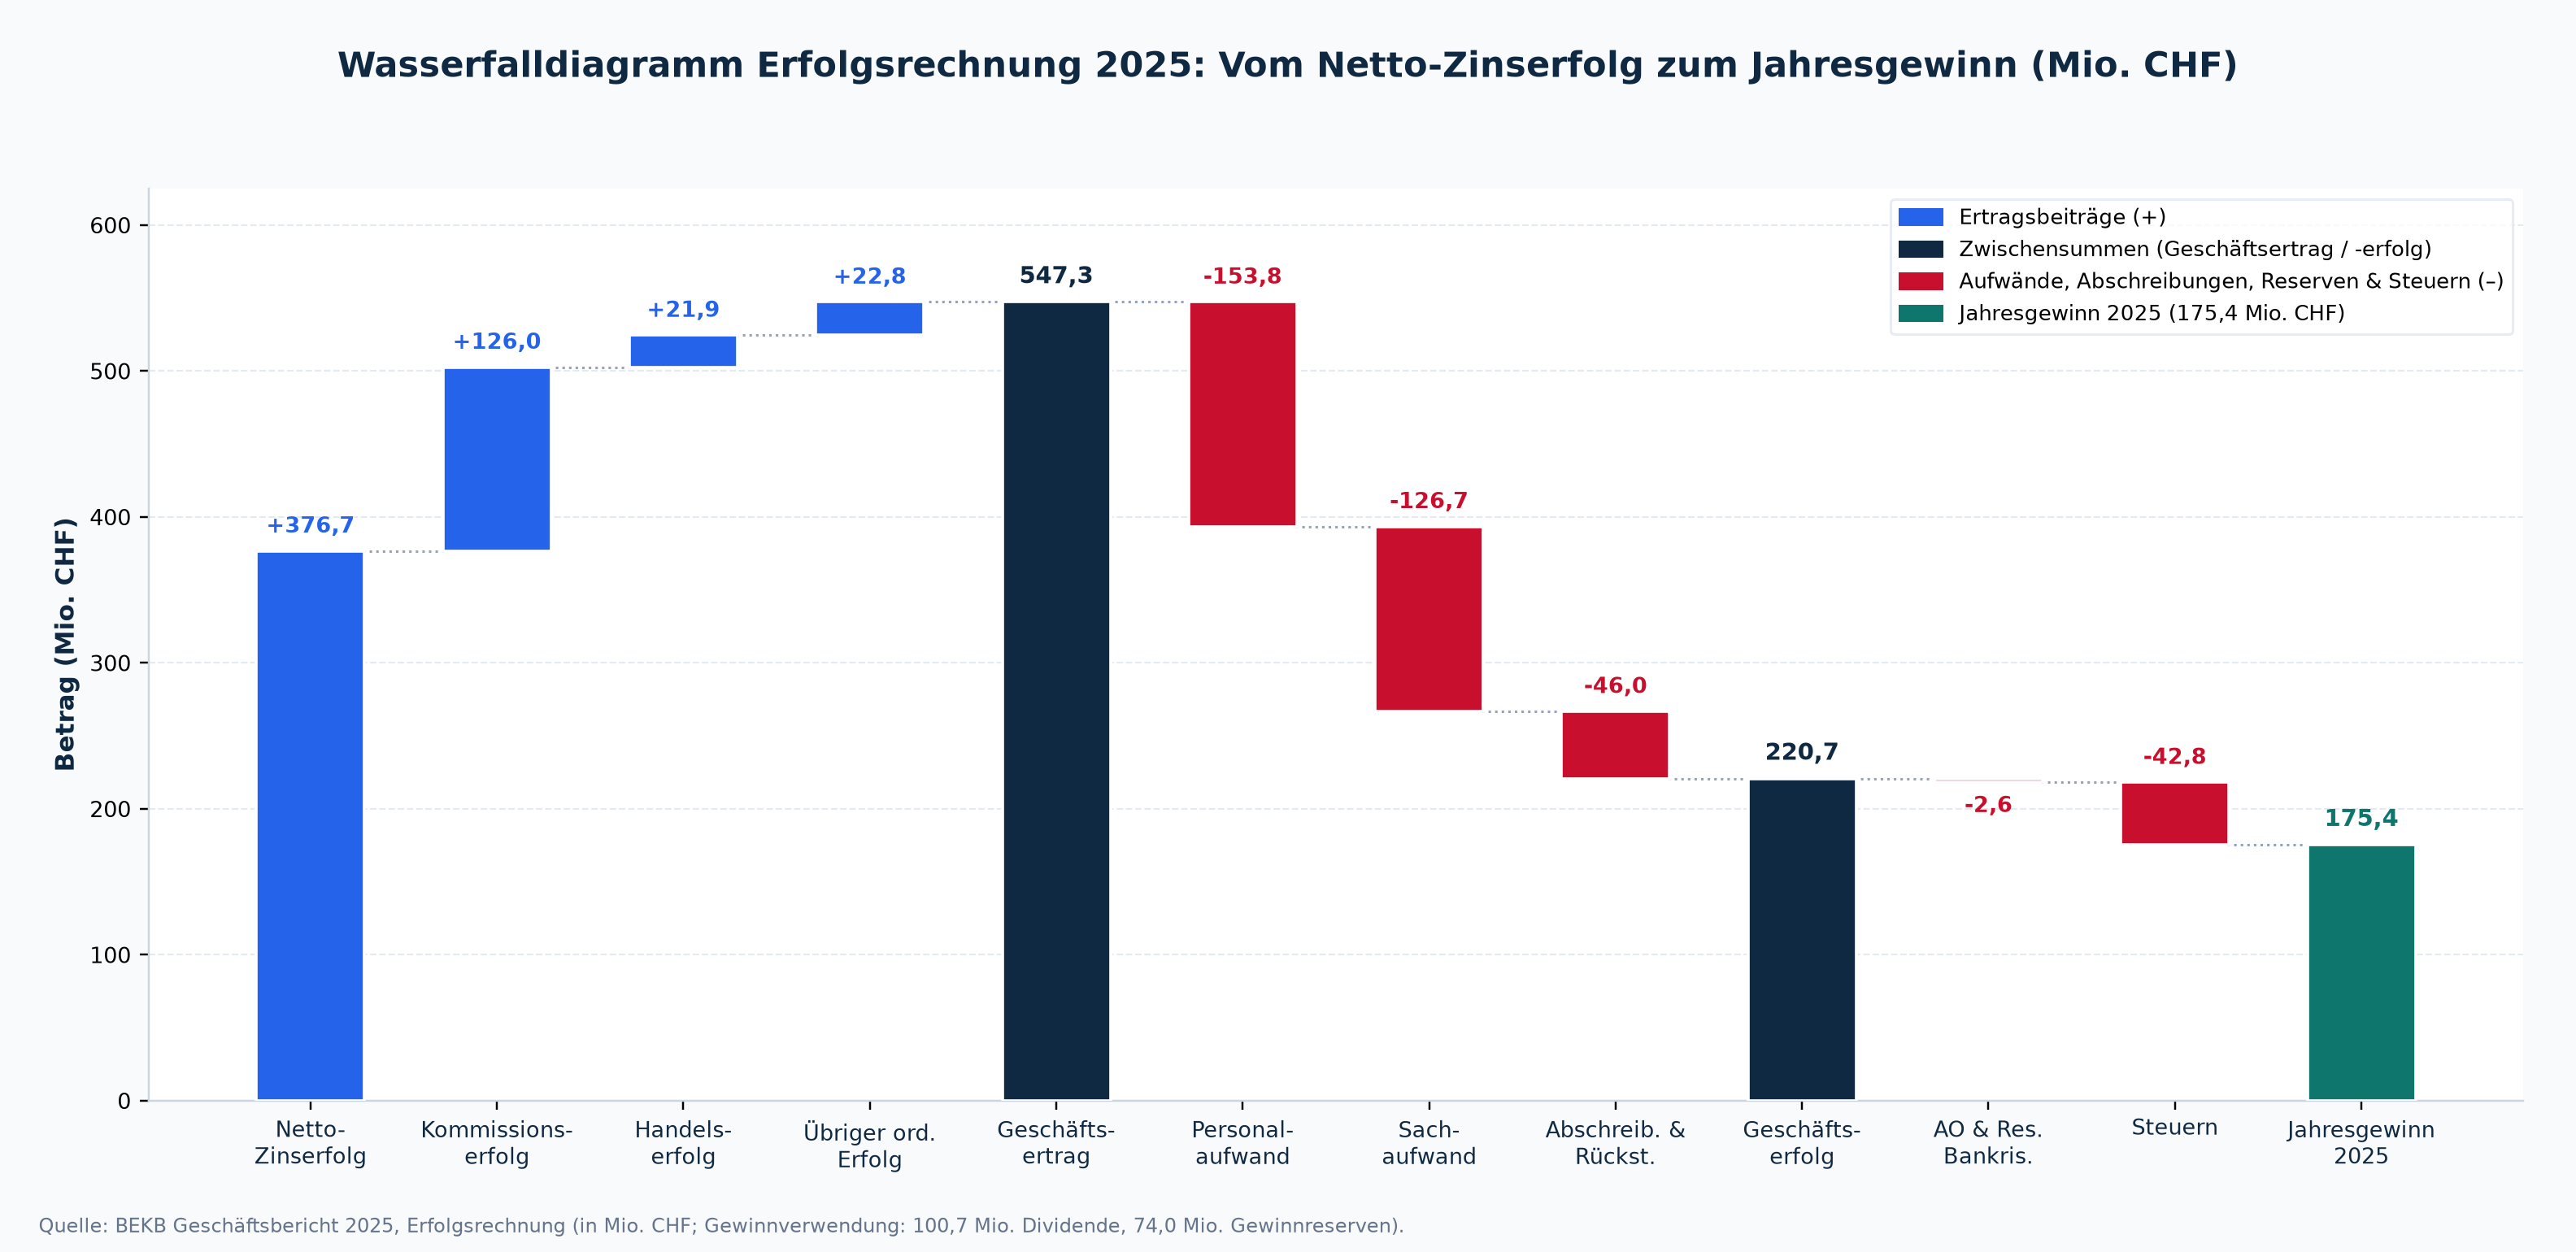 Wasserfalldiagramm Erfolgsrechnung 2025: Vom Netto-Zinserfolg zum Jahresgewinn (Mio. CHF)
Betrag (Mio. CHF)
600
500
400
300
200
100
0
Ertragsbeiträge (+)
Zwischensummen (Geschäftsertrag / -erfolg)
Aufwände, Abschreibungen, Reserven & Steuern (–)
Jahresgewinn 2025 (175,4 Mio. CHF)
+376,7
+126,0
+21,9
+22,8
547,3
-153,8
-126,7
-46,0
220,7
-2,6
-42,8
175,4
Netto-
Zinserfolg
Kommissions-
erfolg
Handels-
erfolg
Übriger ord.
Erfolg
Geschäfts-
ertrag
Personal-
aufwand
Sach-
aufwand
Abschreib. &
Rückst.
Geschäfts-
erfolg
AO & Res.
Bankris.
Steuern
Jahresgewinn
2025
Quelle: BEKB Geschäftsbericht 2025, Erfolgsrechnung (in Mio. CHF; Gewinnverwendung: 100,7 Mio. Dividende, 74,0 Mio. Gewinnreserven).